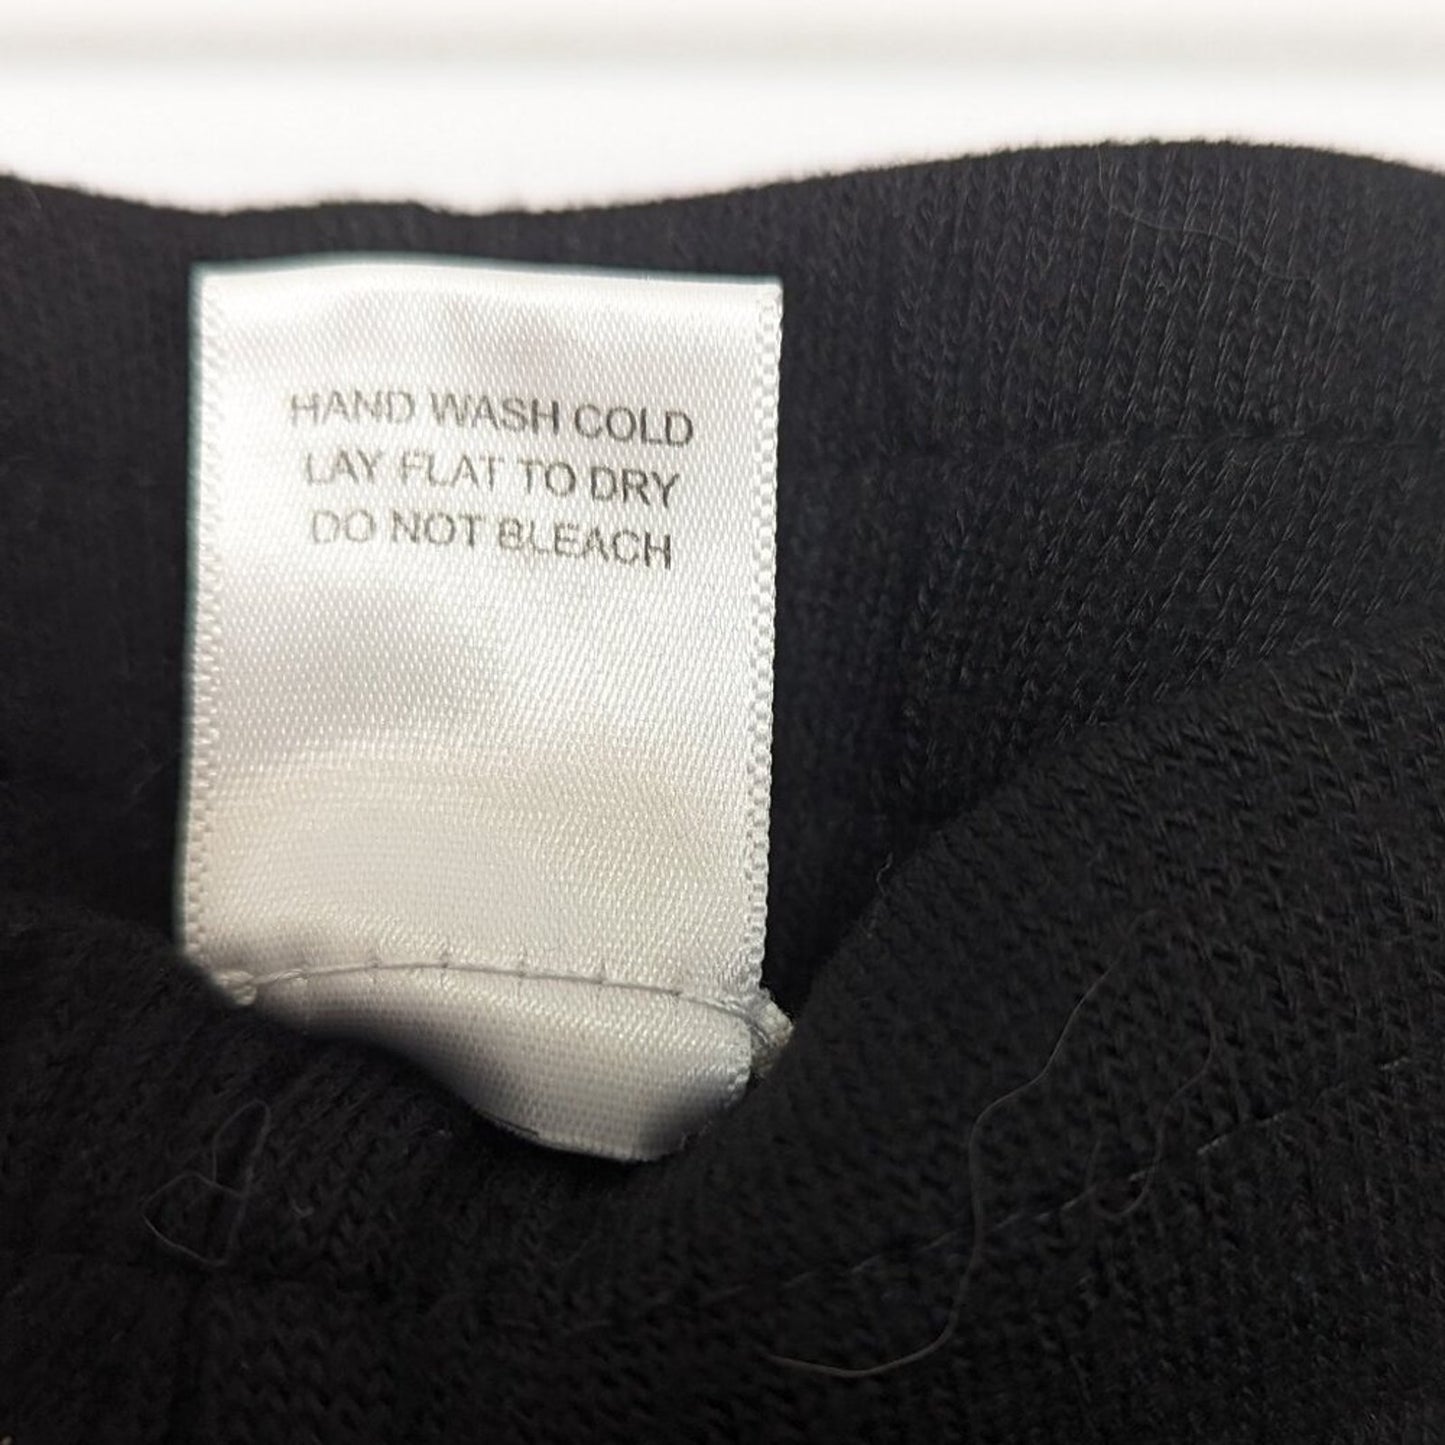 HAND WASH COLD
LAY FLAT TO DRY
DO NOT BLEACH